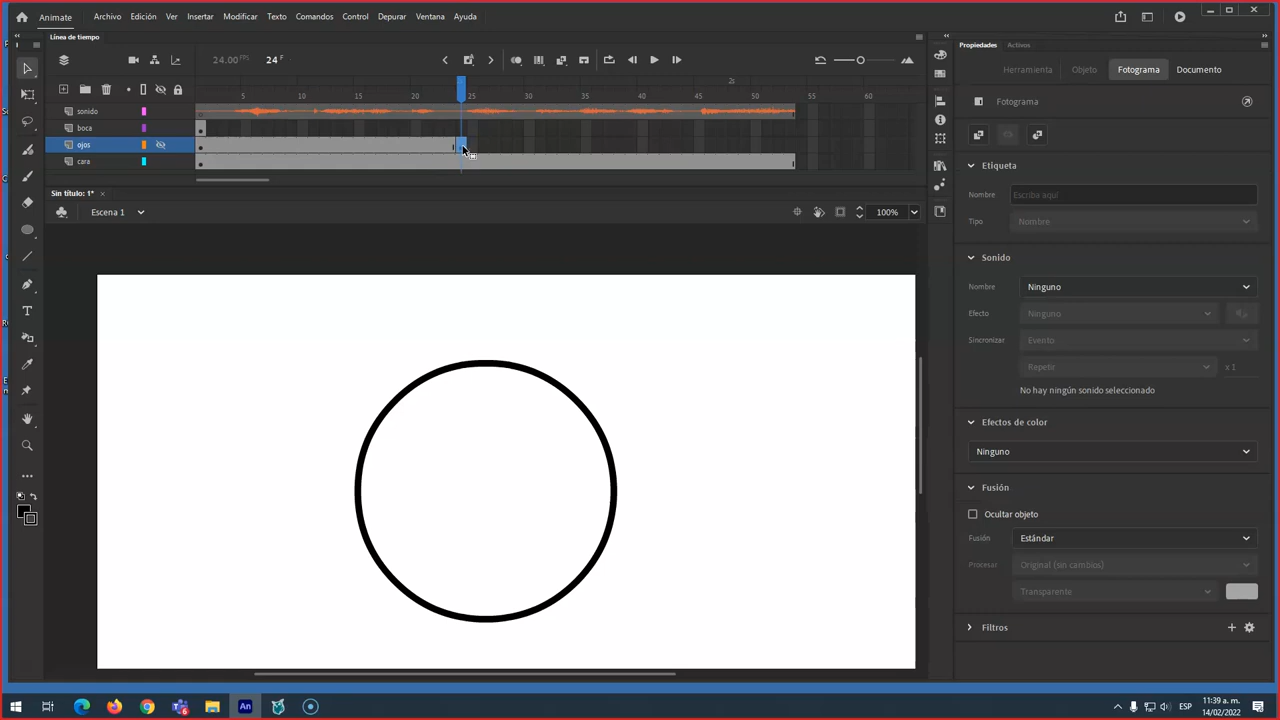 Animate Archivo Edición Ver Insertar Modificar Texto Comandos Control Depurar Ventana Ayuda
Línea de tiempo
24.00 FPS 24 F
2s
5 10 15 20 25 30 35 40 45 50 55 60
sonido
boca
ojos
cara
Sin título: 1* ×
Escena 1 100%
Propiedades Activos
Herramienta Objeto Fotograma Documento
Fotograma
Etiqueta
Nombre Escriba aquí
Tipo Nombre
Sonido
Nombre Ninguno
Efecto Ninguno
Sincronizar Evento
Repetir x 1
No hay ningún sonido seleccionado
Efectos de color
Ninguno
Fusión
Ocultar objeto
Fusión Estándar
Procesar Original (sin cambios)
Transparente
Filtros
An ESP 11:39 a.m.
14/02/2022